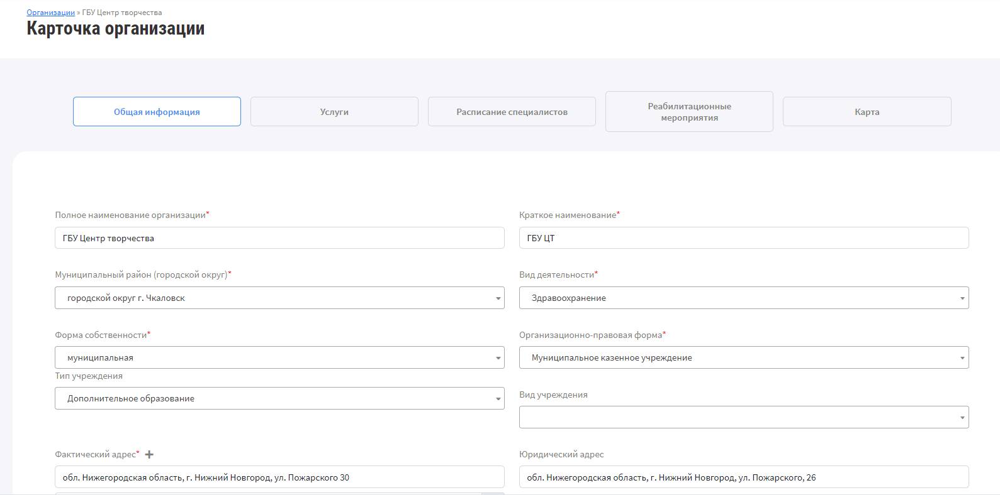 Организации » ГБУ Центр творчества
Карточка организации
Общая информация
Услуги
Расписание специалистов
Реабилитационные
мероприятия
Карта
Полное наименование организации*
Краткое наименование*
ГБУ Центр творчества
ГБУ ЦТ
Муниципальный район (городской округ)*
Вид деятельности*
городской округ г. Чкаловск
Здравоохранение
Форма собственности*
Организационно-правовая форма*
муниципальная
Муниципальное казенное учреждение
Тип учреждения
Дополнительное образование
Вид учреждения
Фактический адрес* +
Юридический адрес
обл. Нижегородская область, г. Нижний Новгород, ул. Пожарского 30
обл. Нижегородская область, г. Нижний Новгород, ул. Пожарского, 26